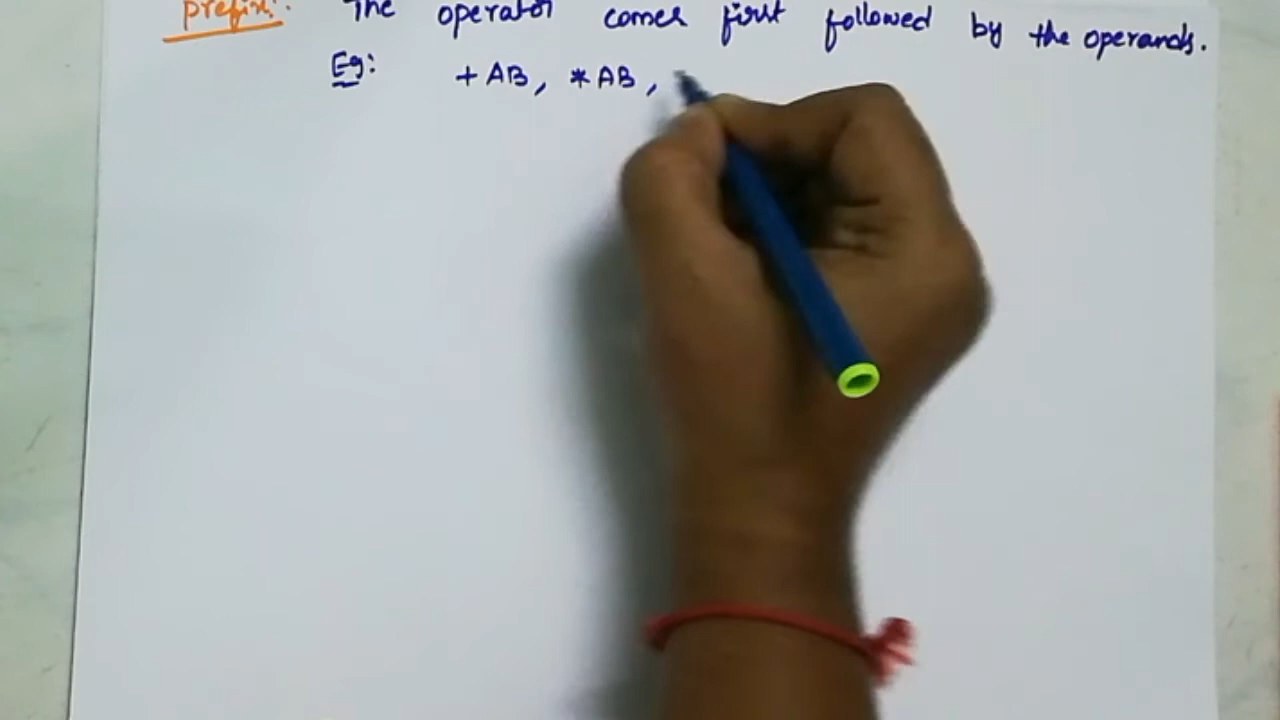 Prefix: The operator comes first followed by the operands.
Eg: +AB, *AB,